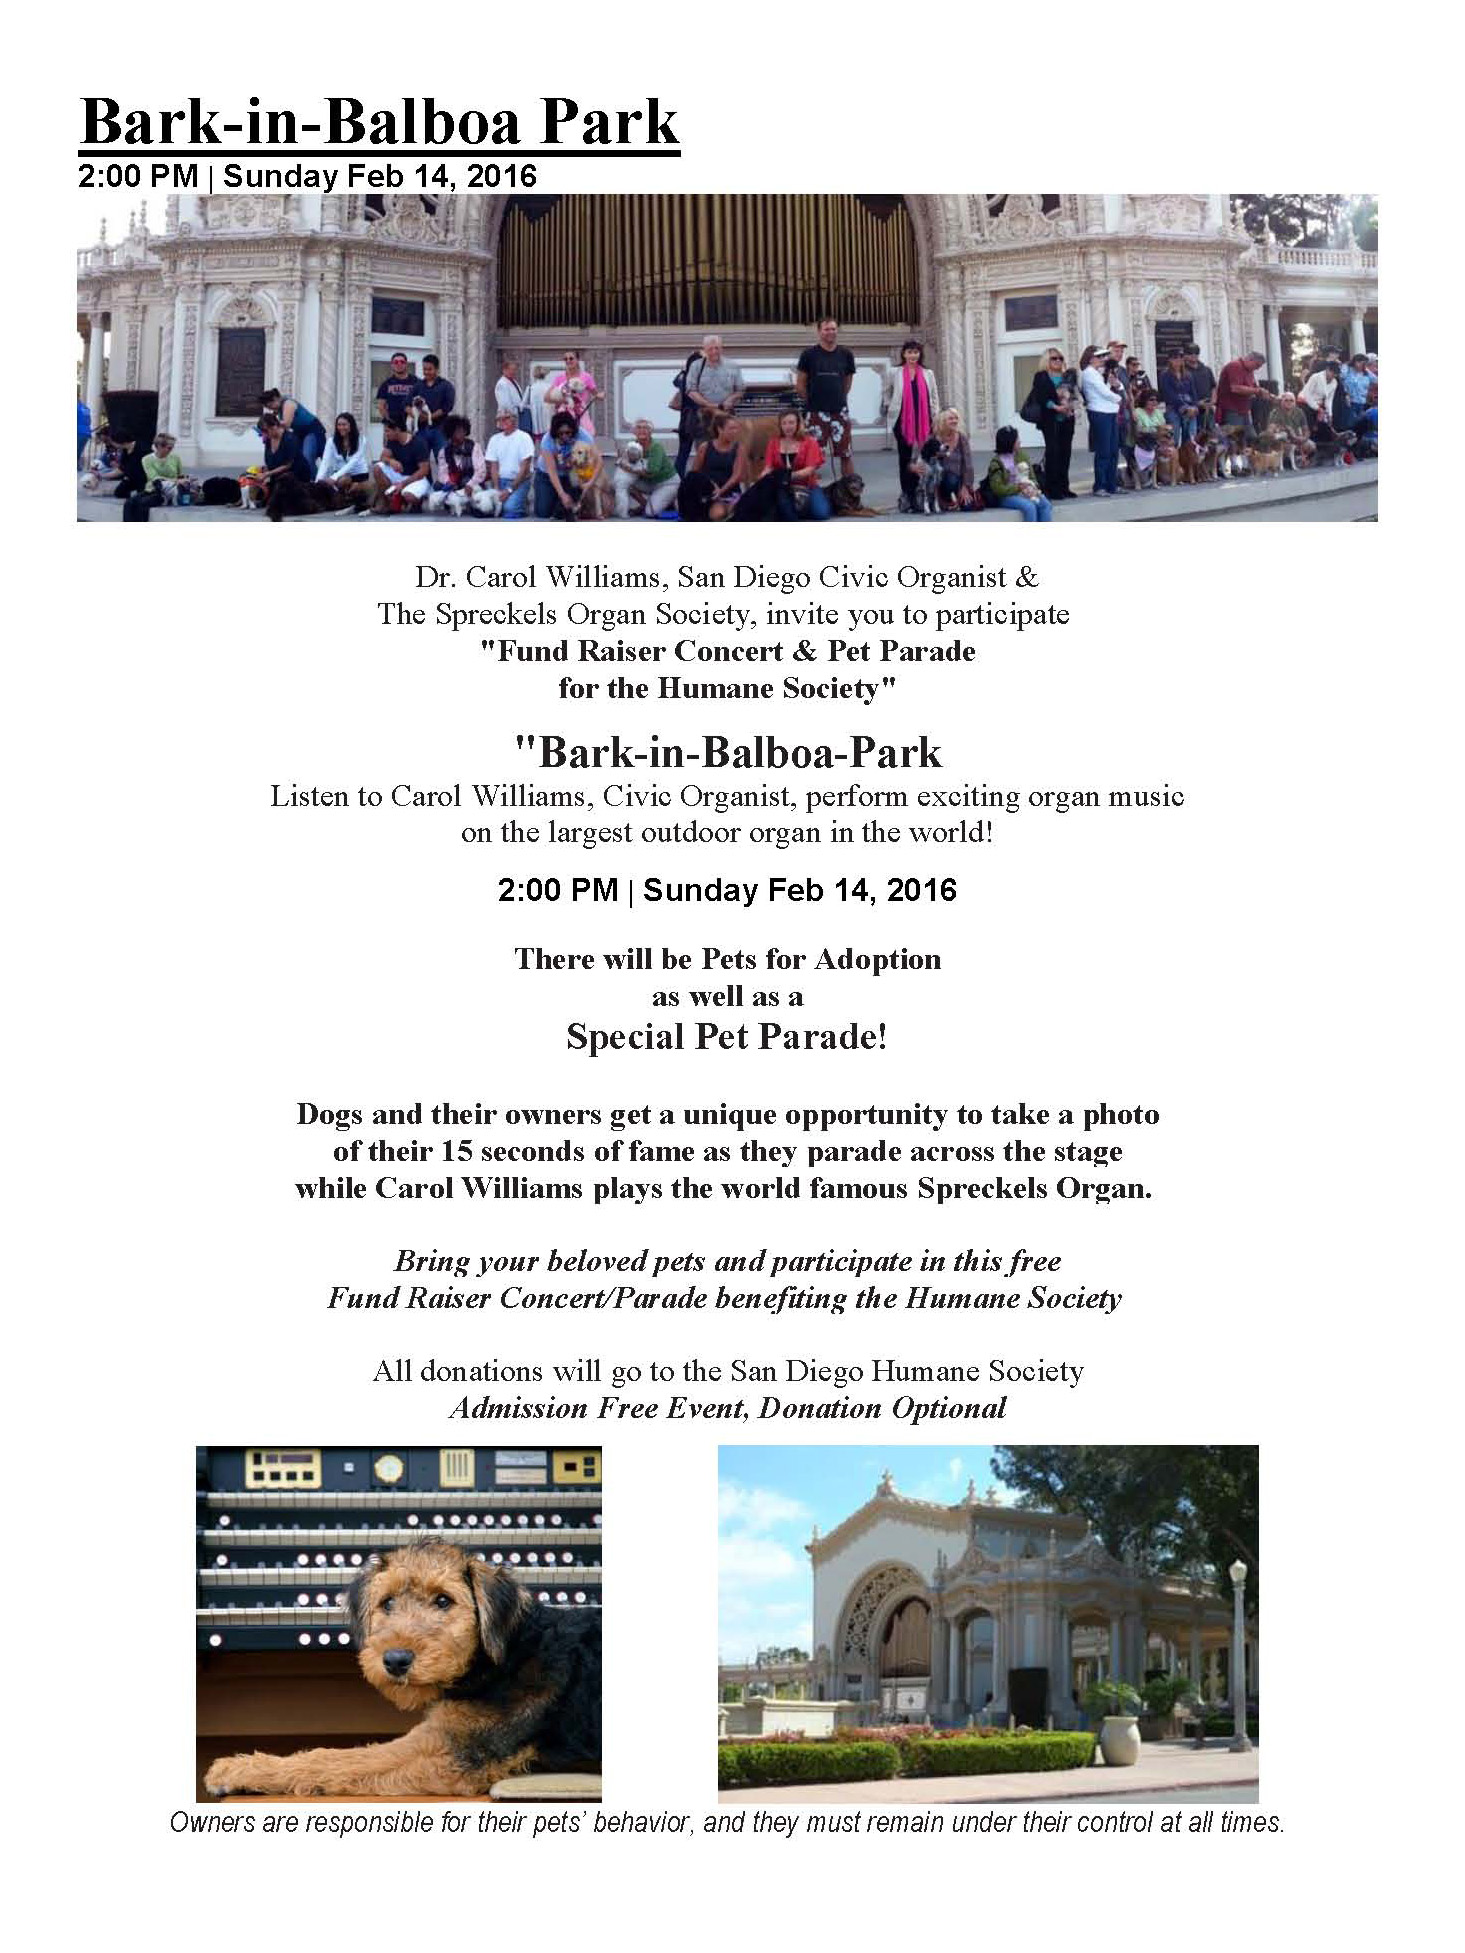 Bark-in-Balboa Park
2:00 PM | Sunday Feb 14, 2016
Dr. Carol Williams, San Diego Civic Organist &
The Spreckels Organ Society, invite you to participate
"Fund Raiser Concert & Pet Parade
for the Humane Society"
"Bark-in-Balboa-Park
Listen to Carol Williams, Civic Organist, perform exciting organ music
on the largest outdoor organ in the world!
2:00 PM | Sunday Feb 14, 2016
There will be Pets for Adoption
as well as a
Special Pet Parade!
Dogs and their owners get a unique opportunity to take a photo
of their 15 seconds of fame as they parade across the stage
while Carol Williams plays the world famous Spreckels Organ.
Bring your beloved pets and participate in this free
Fund Raiser Concert/Parade benefiting the Humane Society
All donations will go to the San Diego Humane Society
Admission Free Event, Donation Optional
Owners are responsible for their pets’ behavior, and they must remain under their control at all times.